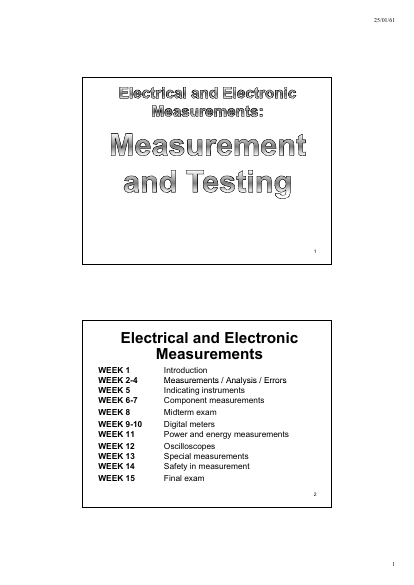 25/01/61
Electrical and Electronic
Measurements:
Measurement
and Testing
1
Electrical and Electronic
Measurements
WEEK 1 Introduction
WEEK 2-4 Measurements / Analysis / Errors
WEEK 5 Indicating instruments
WEEK 6-7 Component measurements
WEEK 8 Midterm exam
WEEK 9-10 Digital meters
WEEK 11 Power and energy measurements
WEEK 12 Oscilloscopes
WEEK 13 Special measurements
WEEK 14 Safety in measurement
WEEK 15 Final exam
2
1